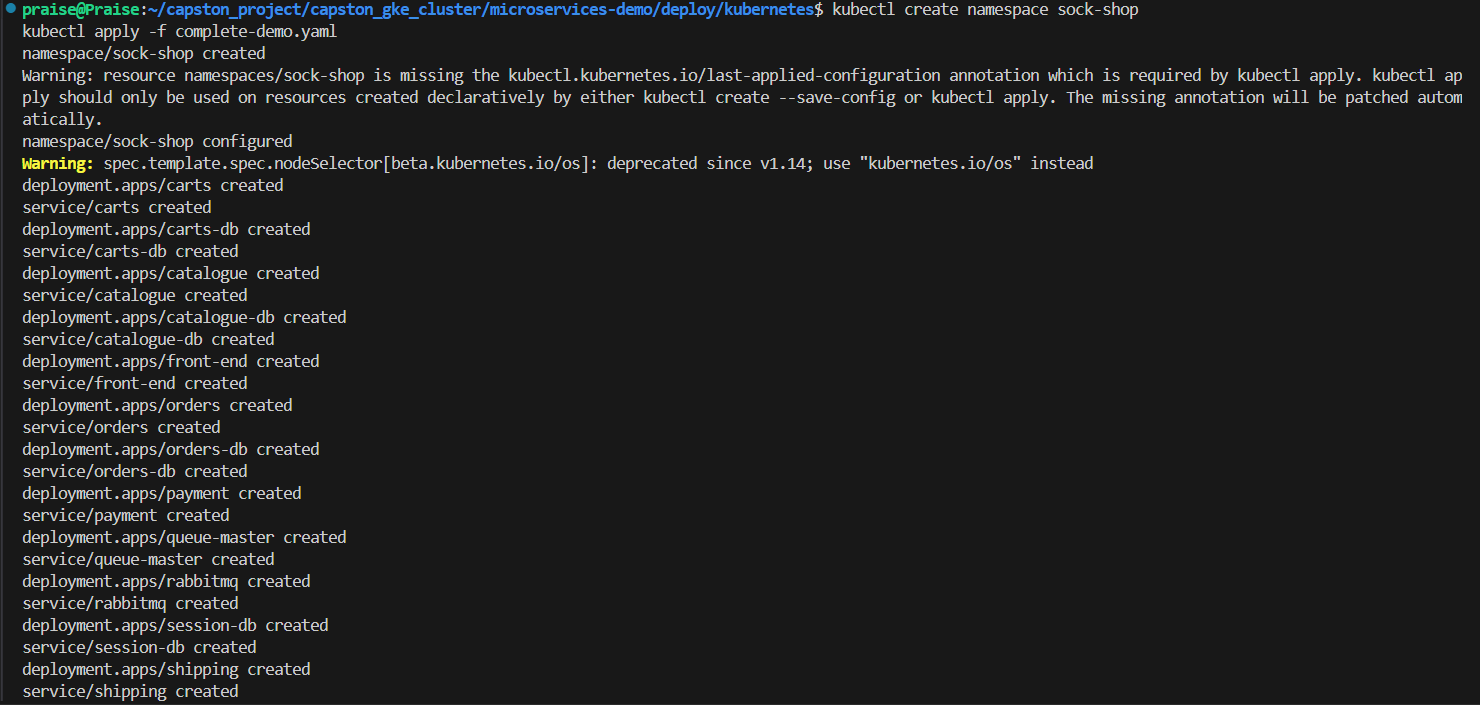 praise@Praise:~/capston_project/capston_gke_cluster/microservices-demo/deploy/kubernetes$ kubectl create namespace sock-shop
kubectl apply -f complete-demo.yaml
namespace/sock-shop created
Warning: resource namespaces/sock-shop is missing the kubectl.kubernetes.io/last-applied-configuration annotation which is required by kubectl apply. kubectl ap
ply should only be used on resources created declaratively by either kubectl create --save-config or kubectl apply. The missing annotation will be patched autom
atically.
namespace/sock-shop configured
Warning: spec.template.spec.nodeSelector[beta.kubernetes.io/os]: deprecated since v1.14; use "kubernetes.io/os" instead
deployment.apps/carts created
service/carts created
deployment.apps/carts-db created
service/carts-db created
deployment.apps/catalogue created
service/catalogue created
deployment.apps/catalogue-db created
service/catalogue-db created
deployment.apps/front-end created
service/front-end created
deployment.apps/orders created
service/orders created
deployment.apps/orders-db created
service/orders-db created
deployment.apps/payment created
service/payment created
deployment.apps/queue-master created
service/queue-master created
deployment.apps/rabbitmq created
service/rabbitmq created
deployment.apps/session-db created
service/session-db created
deployment.apps/shipping created
service/shipping created